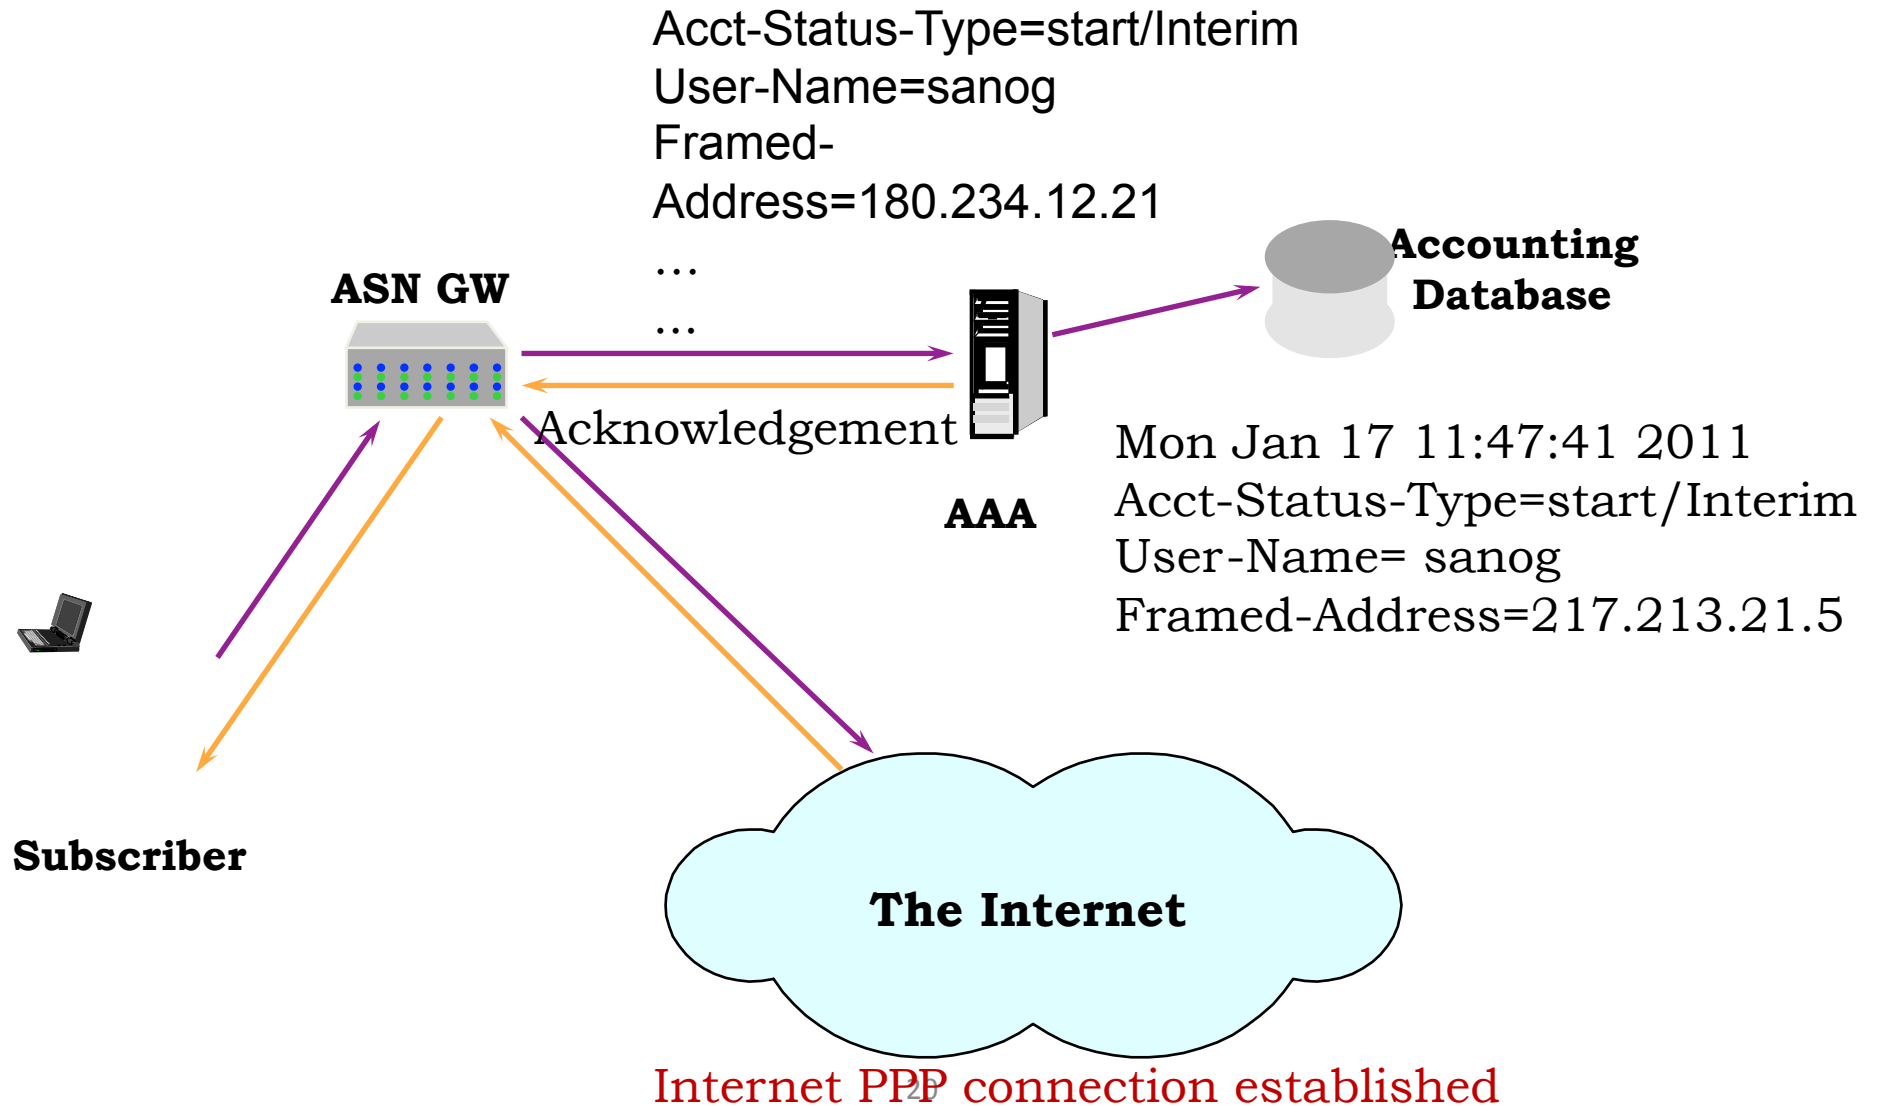 Acct-Status-Type=start/Interim
User-Name=sanog
Framed-
Address=180.234.12.21
...
...
ASN GW
Accounting
Database
Acknowledgement
AAA
Mon Jan 17 11:47:41 2011
Acct-Status-Type=start/Interim
User-Name= sanog
Framed-Address=217.213.21.5
Subscriber
The Internet
Internet PPP connection established
20